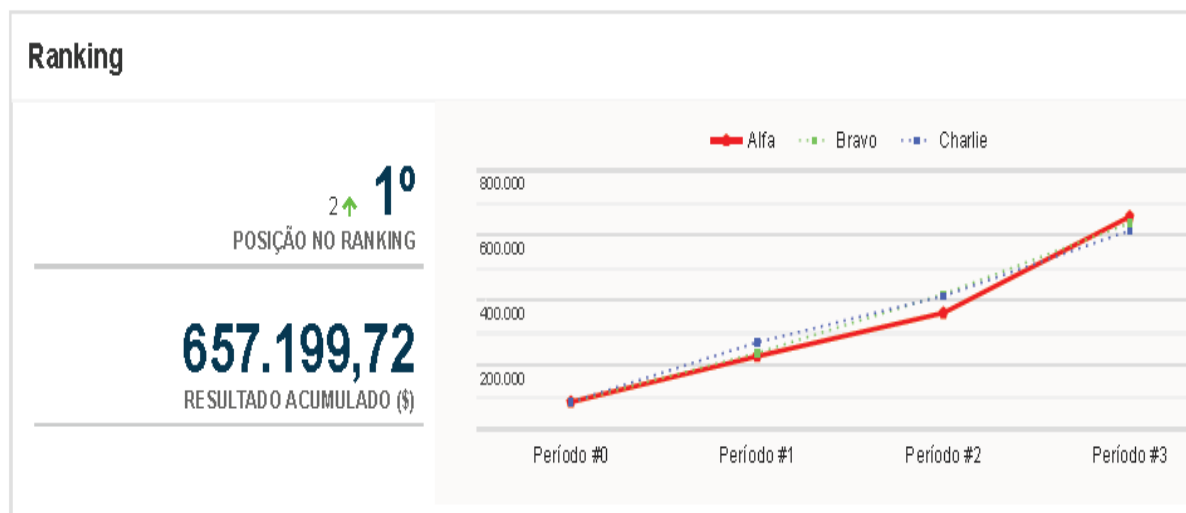 Ranking
2 1º
POSIÇÃO NO RANKING
657.199,72
RESULTADO ACUMULADO ($)
Alfa Bravo Charlie
800.000
600.000
400.000
200.000
Período #0 Período #1 Período #2 Período #3